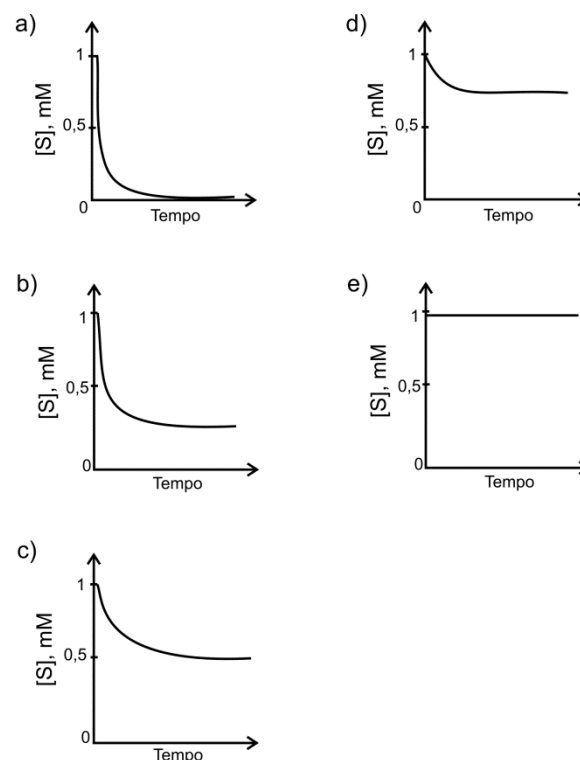 a)
1
0,5
0
[S], mM
Tempo
b)
1
0,5
0
[S], mM
Tempo
c)
1
0,5
0
[S], mM
Tempo
d)
1
0,5
0
[S], mM
Tempo
e)
1
0,5
0
[S], mM
Tempo